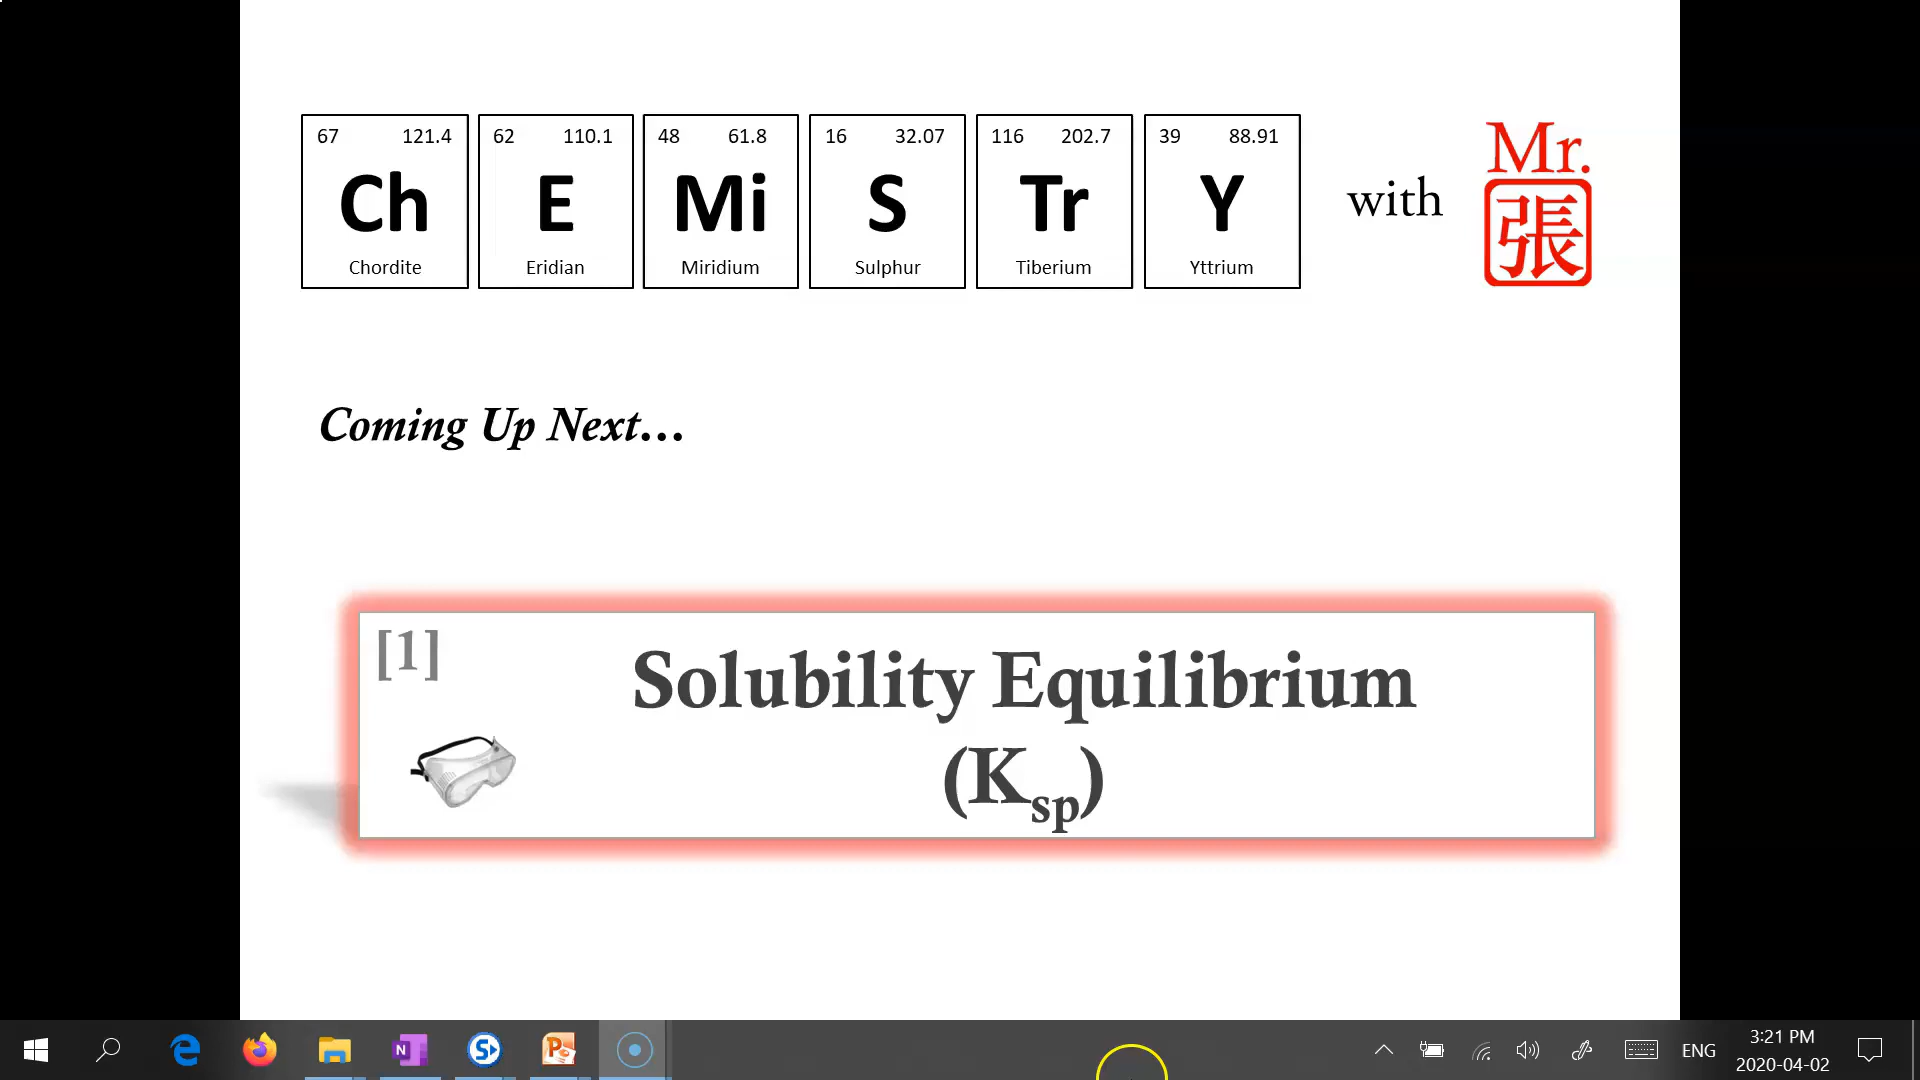 67 121.4 62 110.1 48 61.8 16 32.07 116 202.7 39 88.91
Mr.
Ch E Mi S Tr Y with 張
Chordite Eridian Miridium Sulphur Tiberium Yttrium
Coming Up Next...
[1]
Solubility Equilibrium
(Ksp)
ENG
3:21 PM
2020-04-02